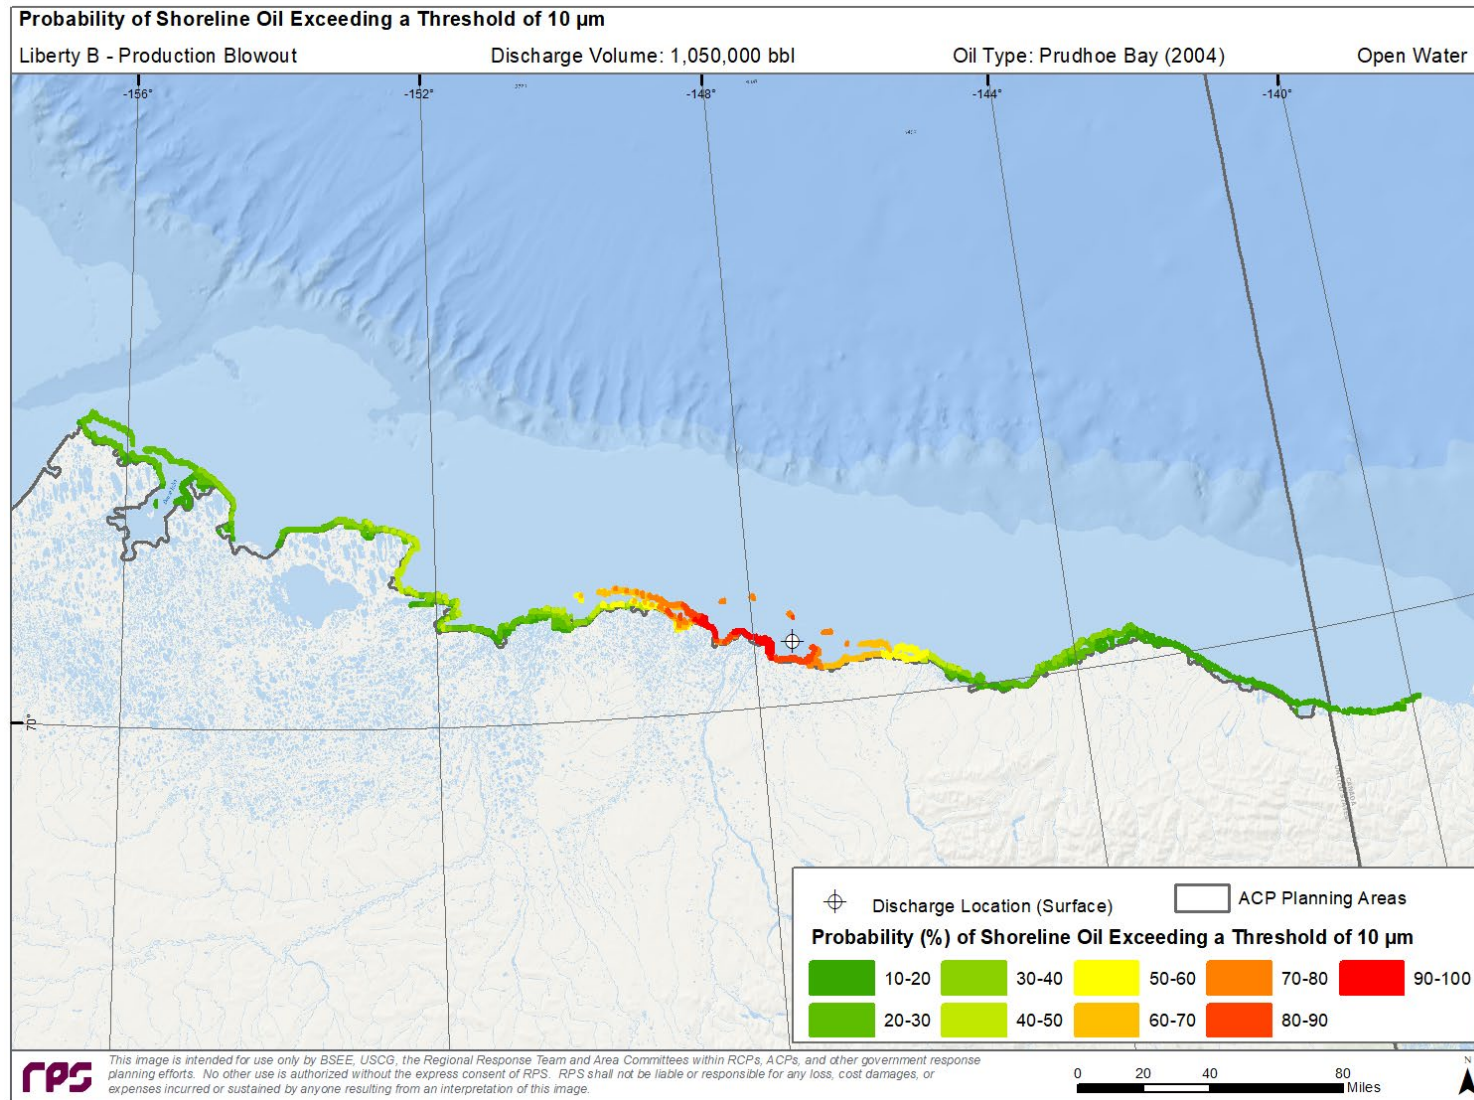 Probability of Shoreline Oil Exceeding a Threshold of 10 µm
Liberty B - Production Blowout Discharge Volume: 1,050,000 bbl Oil Type: Prudhoe Bay (2004) Open Water
-156° -152° -148° -144° -140°
70°
CANADA
UNITED STATES
Discharge Location (Surface) ACP Planning Areas
Probability (%) of Shoreline Oil Exceeding a Threshold of 10 µm
10-20 30-40 50-60 70-80 90-100
20-30 40-50 60-70 80-90
rps
This image is intended for use only by BSEE, USCG, the Regional Response Team and Area Committees within RCPs, ACPs, and other government response
planning efforts. No other use is authorized without the express consent of RPS. RPS shall not be liable or responsible for any loss, cost damages, or
expenses incurred or sustained by anyone resulting from an interpretation of this image.
0 20 40 80
Miles
N